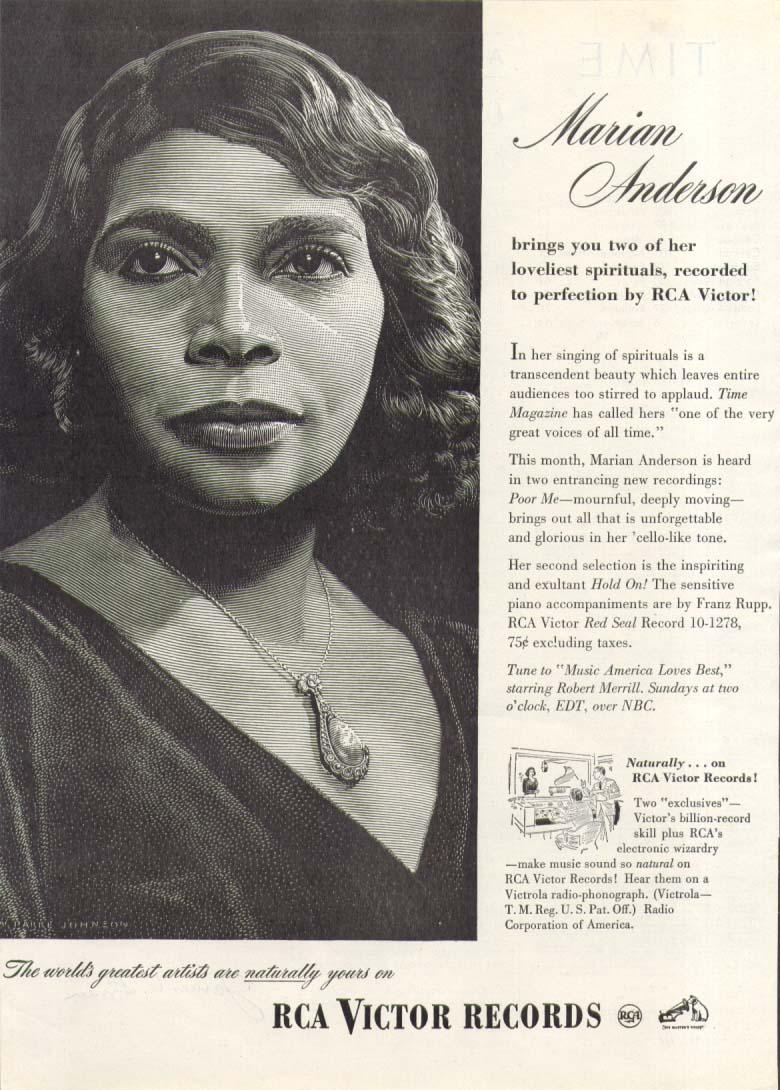 TIME
Marian
Anderson
brings you two of her
loveliest spirituals, recorded
to perfection by RCA Victor!
In her singing of spirituals is a
transcendent beauty which leaves entire
audiences too stirred to applaud. Time
Magazine has called hers "one of the very
great voices of all time."
This month, Marian Anderson is heard
in two entrancing new recordings:
Poor Me—mournful, deeply moving—
brings out all that is unforgettable
and glorious in her 'cello-like tone.
Her second selection is the inspiriting
and exultant Hold On! The sensitive
piano accompaniments are by Franz Rupp.
RCA Victor Red Seal Record 10-1278,
75¢ excluding taxes.
Tune to "Music America Loves Best,"
starring Robert Merrill. Sundays at two
o'clock, EDT, over NBC.
Naturally . . . on
RCA Victor Records!
Two "exclusives"—
Victor's billion-record
skill plus RCA's
electronic wizardry
—make music sound so natural on
RCA Victor Records! Hear them on a
Victrola radio-phonograph. (Victrola—
T. M. Reg. U. S. Pat. Off.) Radio
Corporation of America.
JOHNSON
The world's greatest artists are naturally yours on
RCA VICTOR RECORDS RCA
"HIS MASTER'S VOICE"